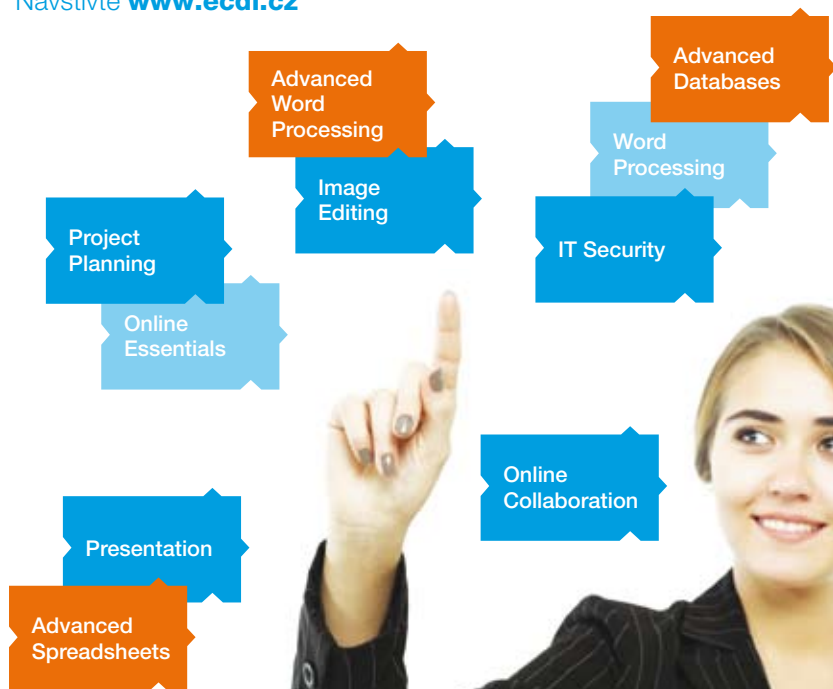 Navštivte www.ecdl.cz
Advanced
Word
Processing
Advanced
Databases
Word
Processing
Image
Editing
Project
Planning
IT Security
Online
Essentials
Online
Collaboration
Presentation
Advanced
Spreadsheets